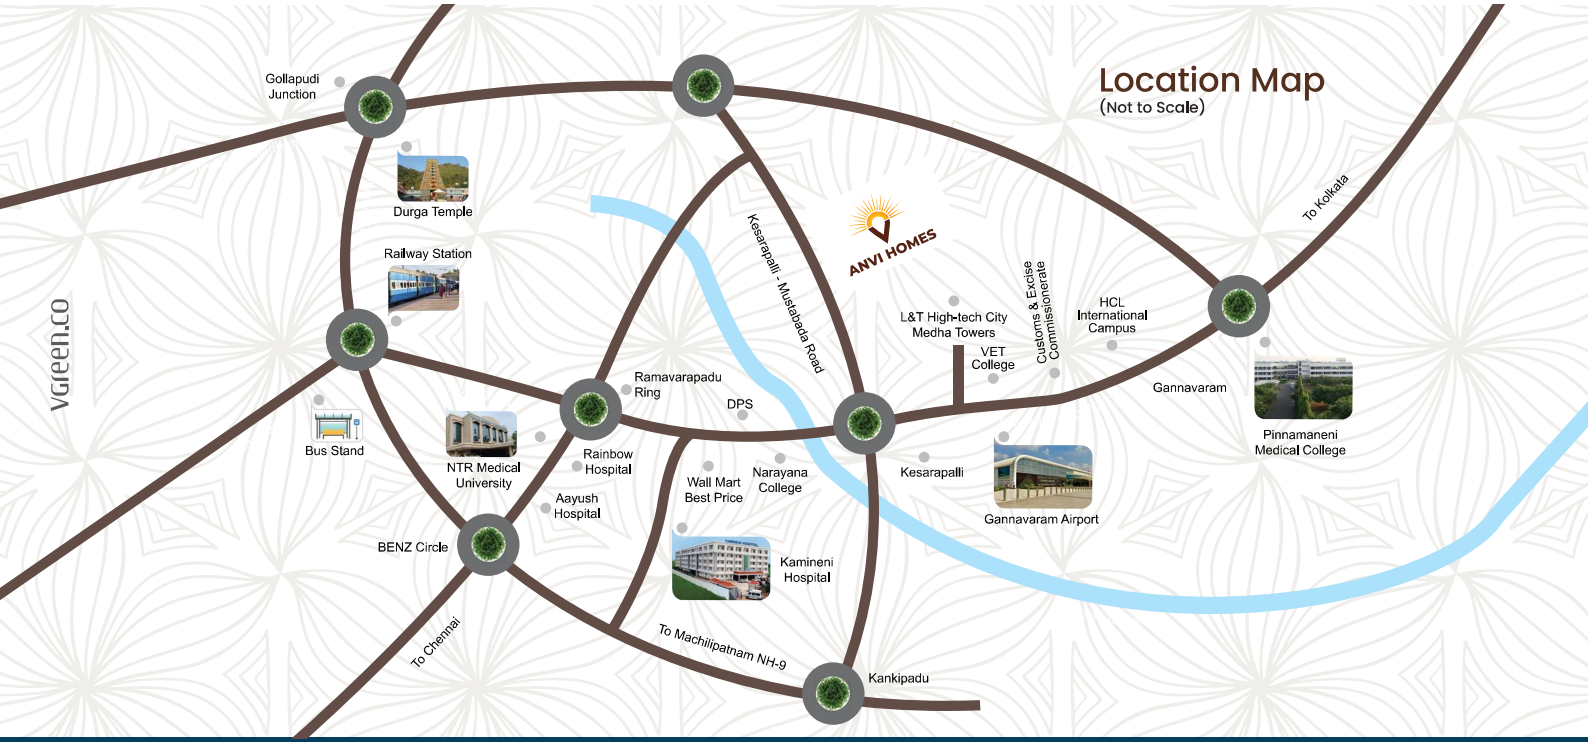 Location Map
(Not to Scale)
Gollapudi
Junction
Durga Temple
Railway Station
To Kolkata
Kesarapalli - Mustabada Road
ANVI HOMES
L&T High-tech City
Medha Towers
VET
College
Customs & Excise
Commissionerate
HCL
International
Campus
Gannavaram
Pinnamaneni
Medical College
vGreen.co
Ramavarapadu
Ring
DPS
Bus Stand
NTR Medical
University
Rainbow
Hospital
Aayush
Hospital
Wall Mart
Best Price
Narayana
College
Kesarapalli
Gannavaram Airport
BENZ Circle
Kamineni
Hospital
To Chennai
To Machilipatnam NH-9
Kankipadu